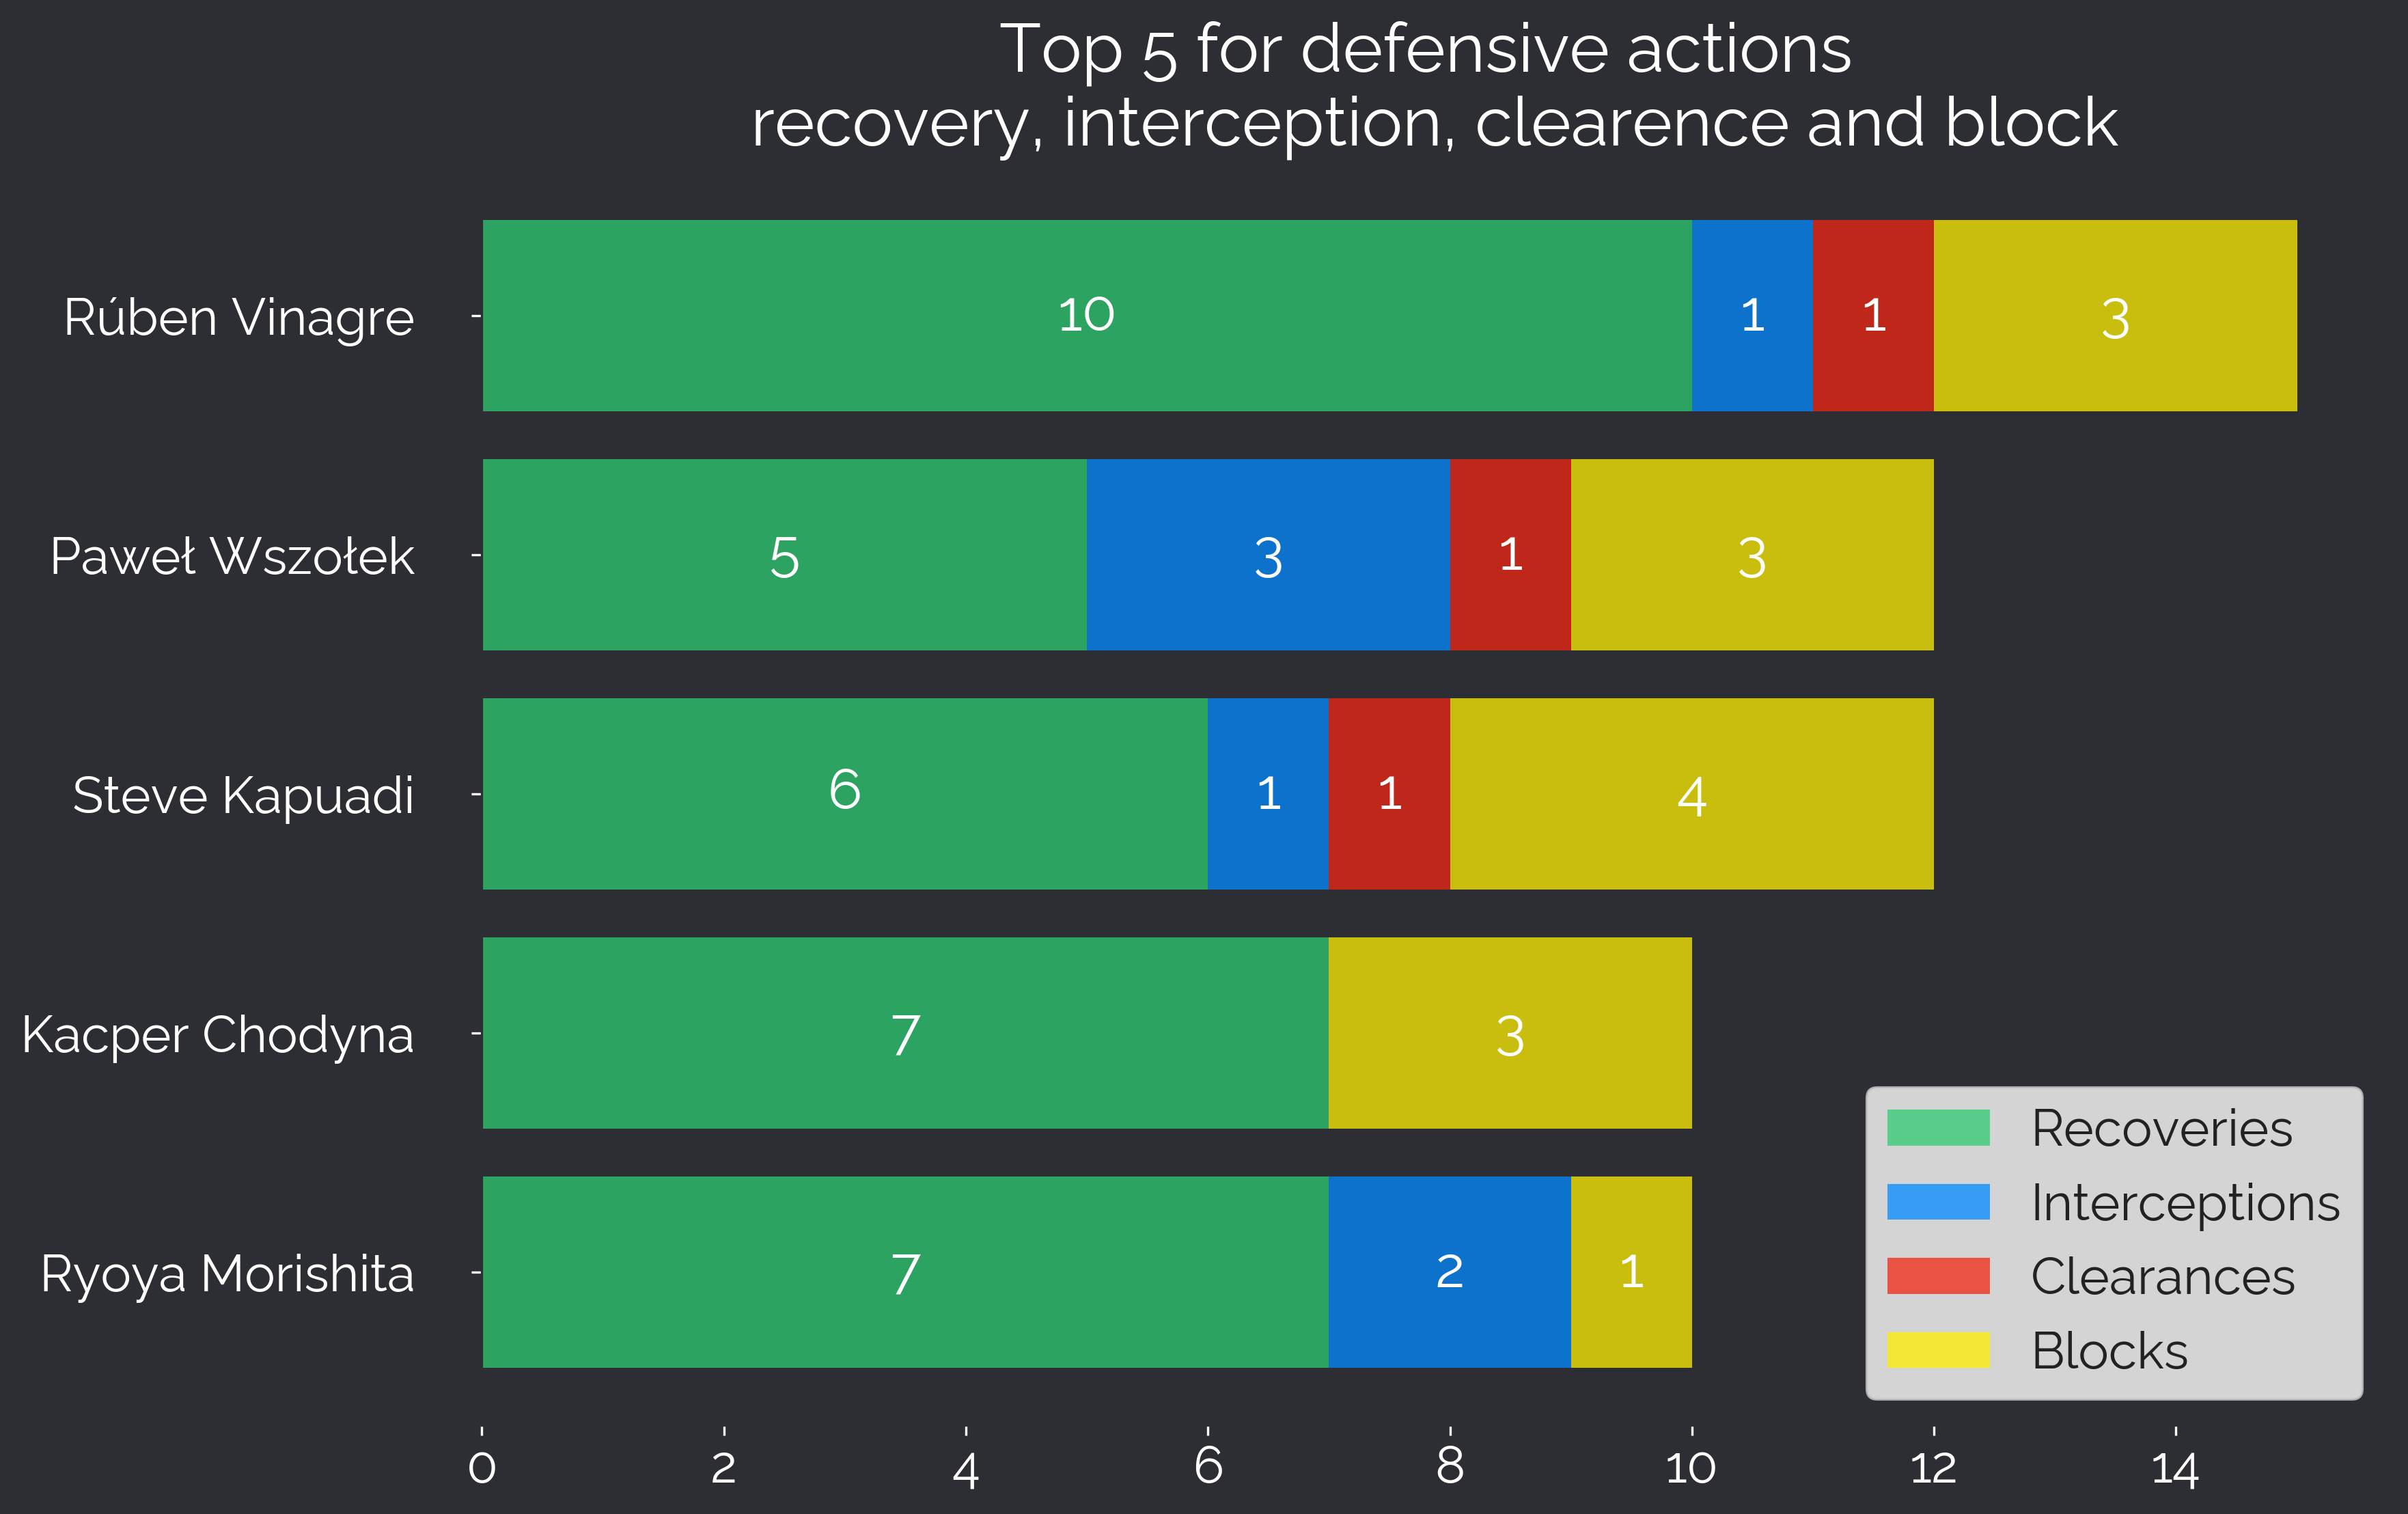 Top 5 for defensive actions
recovery, interception, clearence and block
Rúben Vinagre
10 1 1 3
Paweł Wszołek
5 3 1 3
Steve Kapuadi
6 1 1 4
Kacper Chodyna
7 3
Ryoya Morishita
7 2 1
Recoveries
Interceptions
Clearances
Blocks
0 2 4 6 8 10 12 14